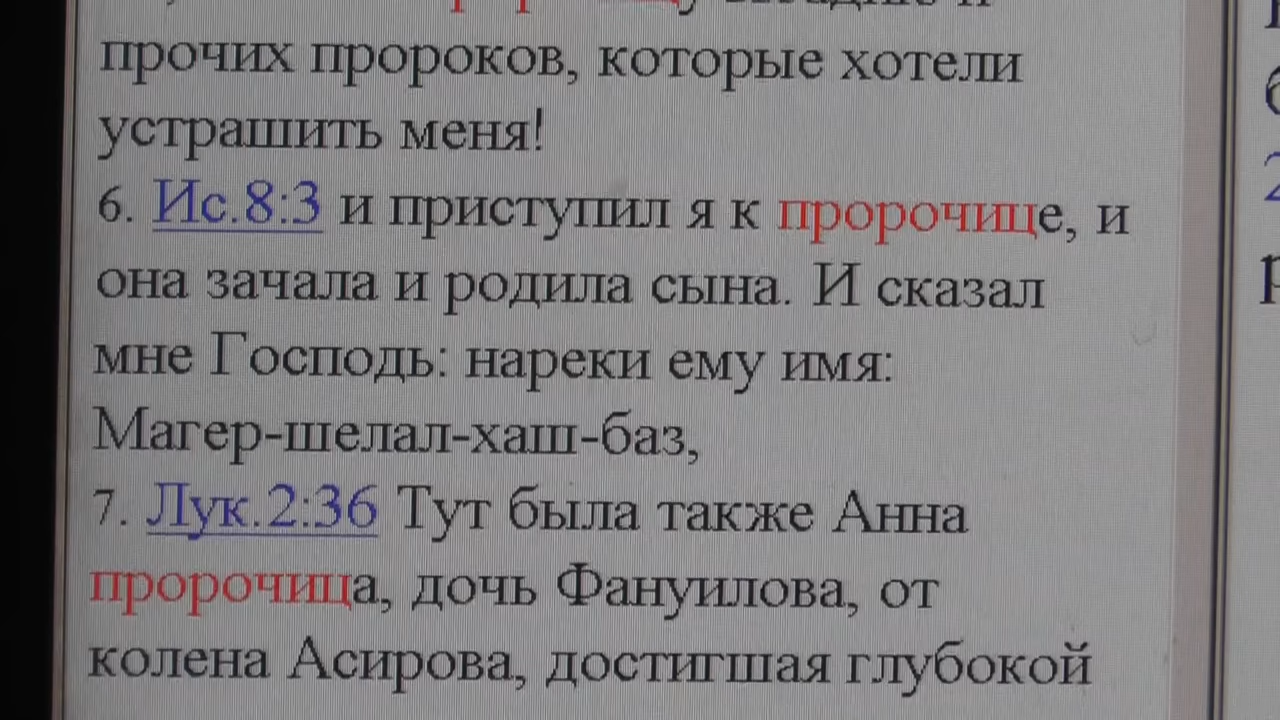 прочих пророков, которые хотели
устрашить меня!
6. Ис.8:3 и приступил я к пророчице, и
она зачала и родила сына. И сказал
мне Господь: нареки ему имя:
Магер-шелал-хаш-баз,
7. Лук.2:36 Тут была также Анна
пророчица, дочь Фануилова, от
колена Асирова, достигшая глубокой